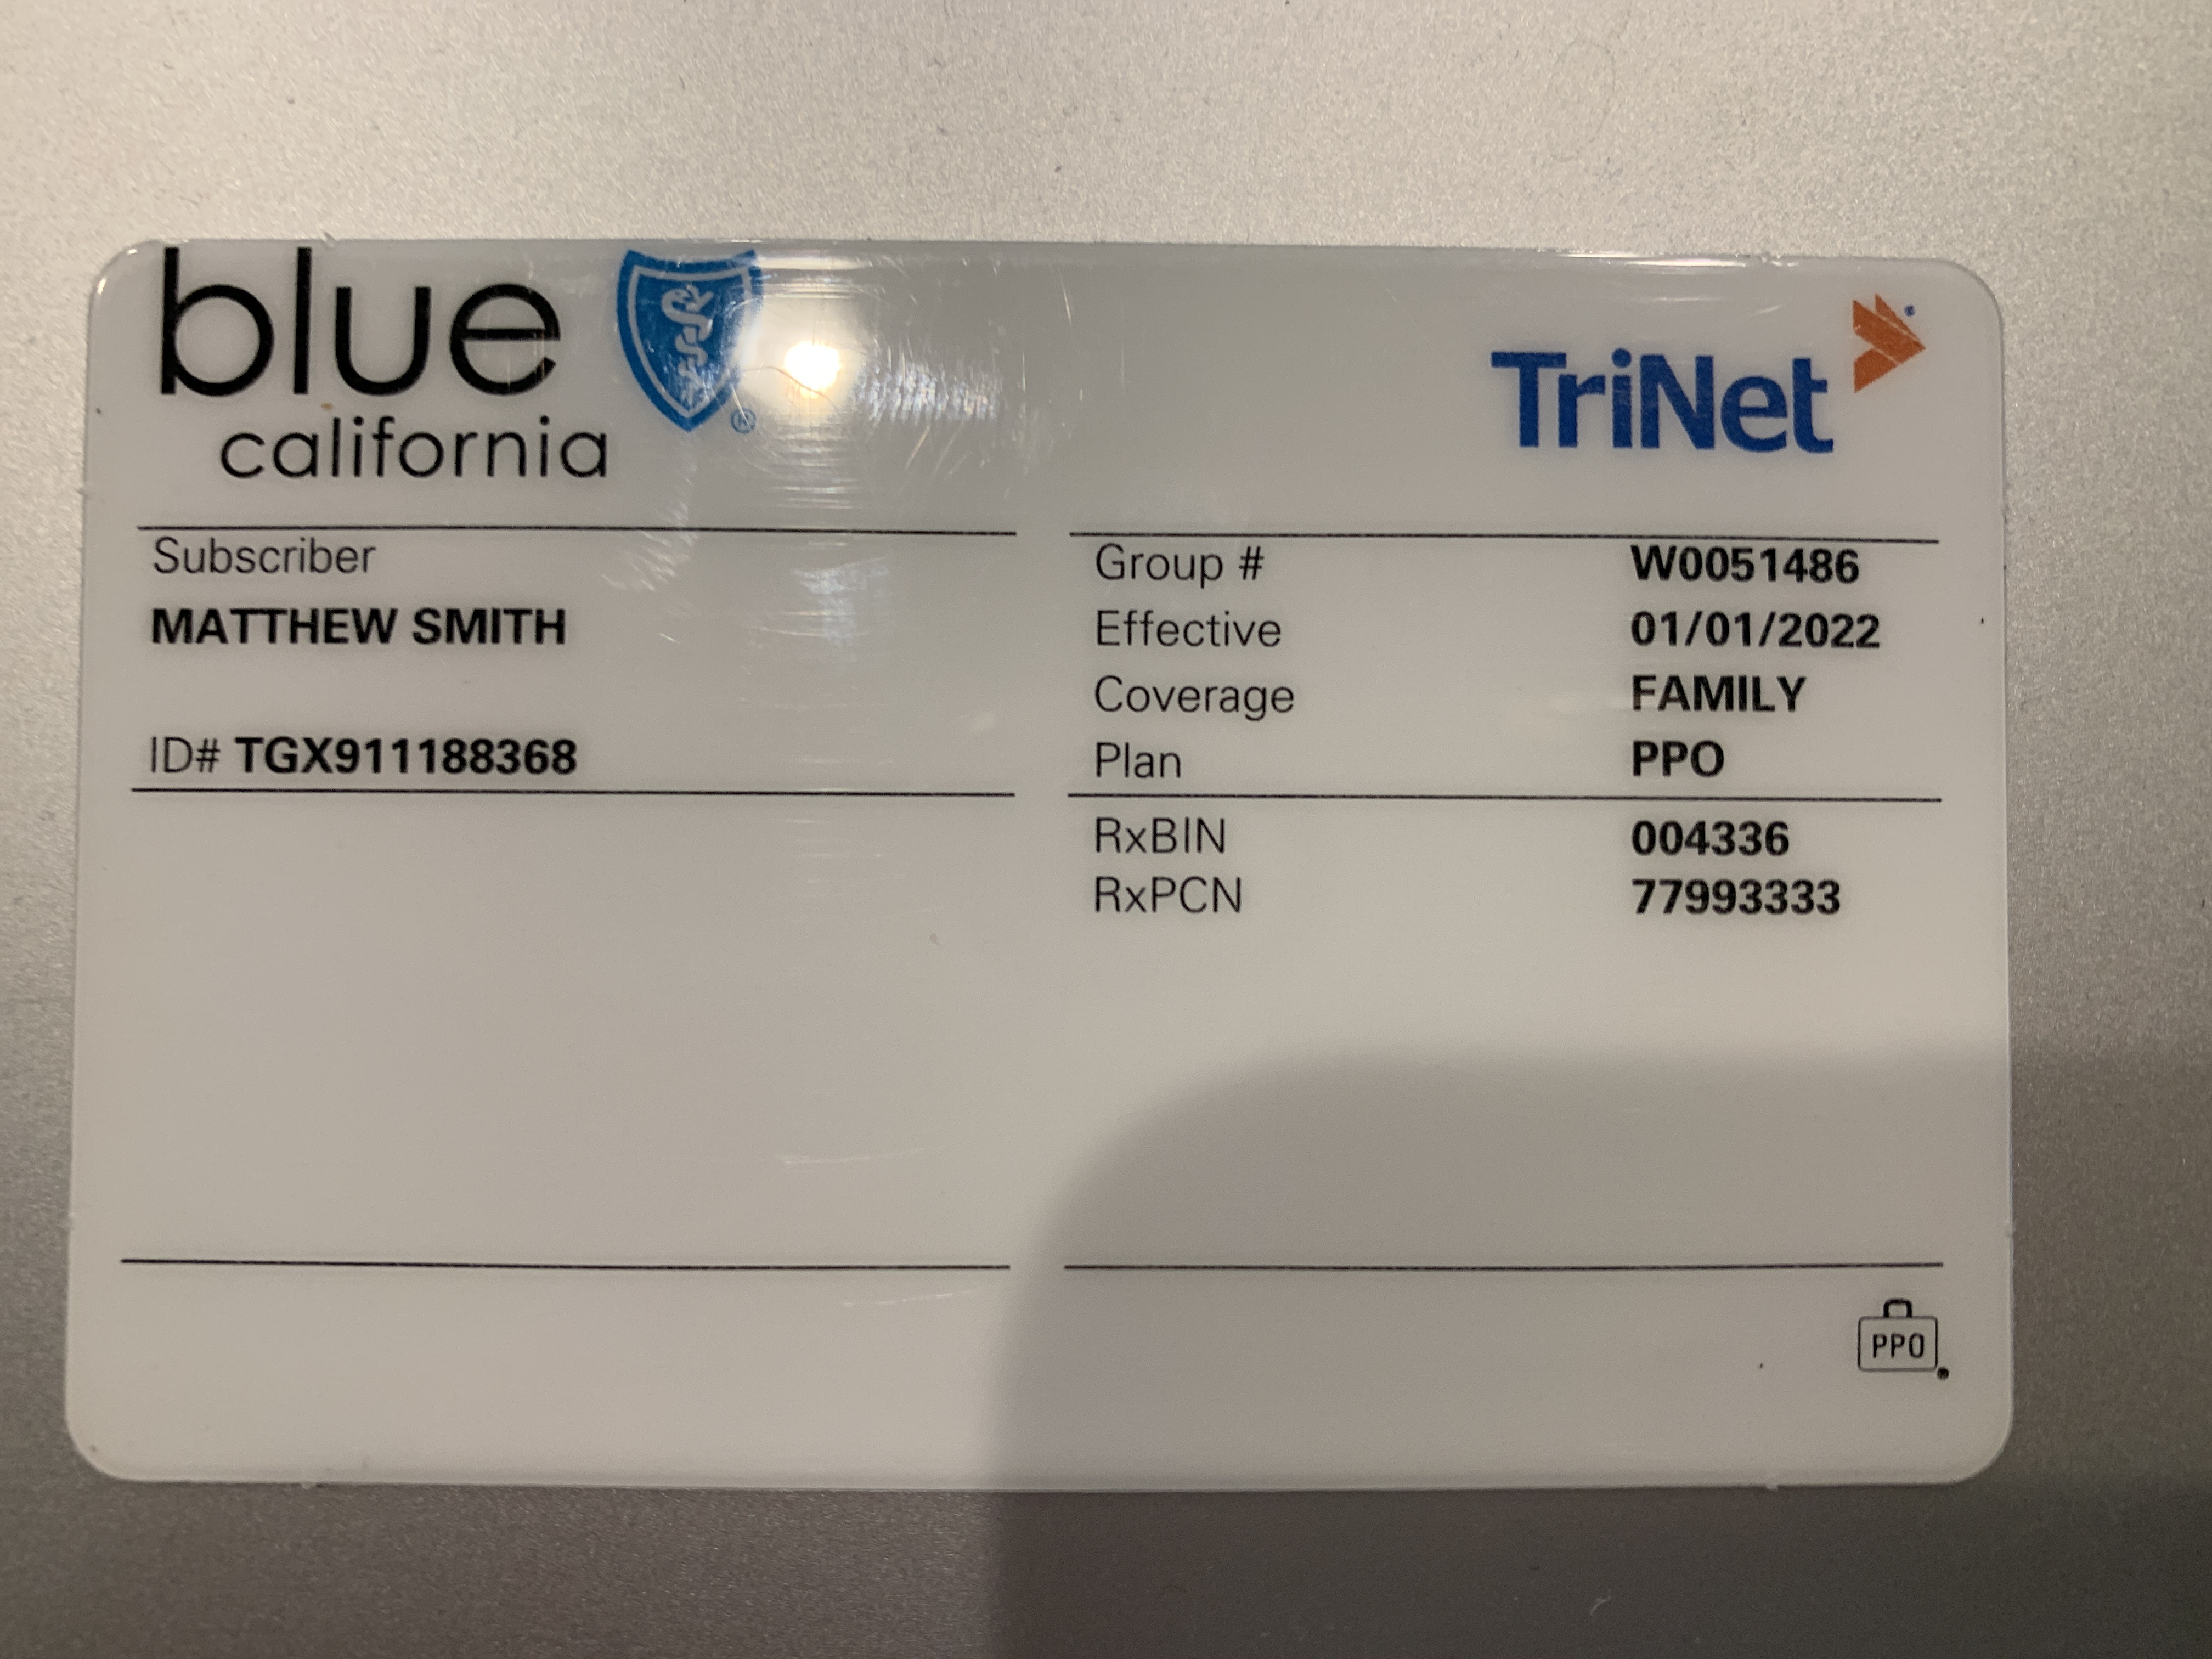 blue
california
TriNet
Subscriber
MATTHEW SMITH
ID# TGX911188368
Group # W0051486
Effective 01/01/2022
Coverage FAMILY
Plan PPO
RxBIN 004336
RxPCN 77993333
PPO